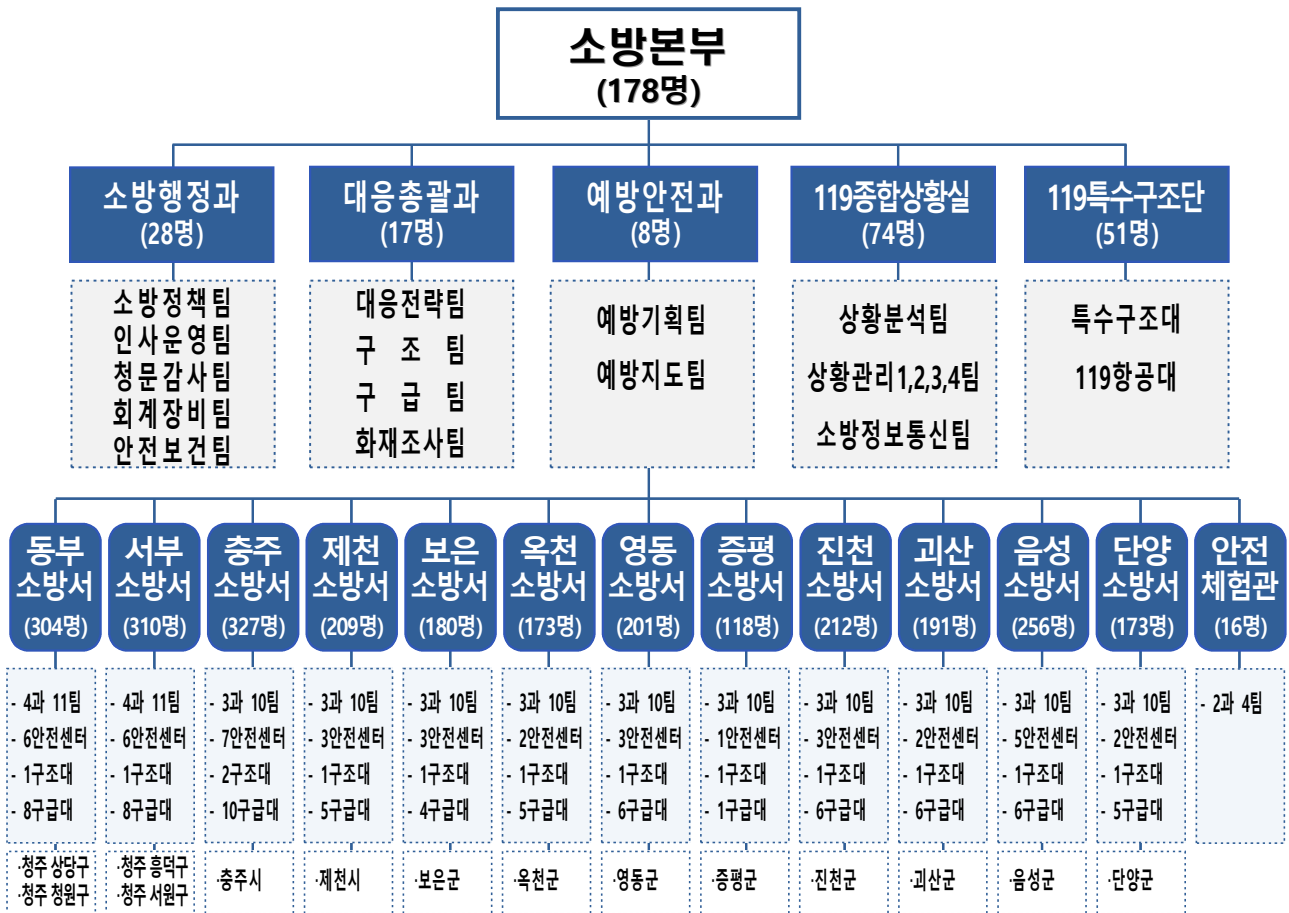 소방본부
(178명)
소방행정과
(28명)
대응총괄과
(17명)
예방안전과
(8명)
119종합상황실
(74명)
119특수구조단
(51명)
소방정책팀
인사운영팀
청문감사팀
회계장비팀
안전보건팀
대응전략팀
구 조 팀
구 급 팀
화재조사팀
예방기획팀
예방지도팀
상황분석팀
상황관리1,2,3,4팀
소방정보통신팀
특수구조대
119항공대
동부
소방서
(304명)
서부
소방서
(310명)
충주
소방서
(327명)
제천
소방서
(209명)
보은
소방서
(180명)
옥천
소방서
(173명)
영동
소방서
(201명)
증평
소방서
(118명)
진천
소방서
(212명)
괴산
소방서
(191명)
음성
소방서
(256명)
단양
소방서
(173명)
안전
체험관
(16명)
- 4과 11팀
- 6안전센터
- 1구조대
- 8구급대
- 4과 11팀
- 6안전센터
- 1구조대
- 8구급대
- 3과 10팀
- 7안전센터
- 2구조대
- 10구급대
- 3과 10팀
- 3안전센터
- 1구조대
- 5구급대
- 3과 10팀
- 3안전센터
- 1구조대
- 4구급대
- 3과 10팀
- 2안전센터
- 1구조대
- 5구급대
- 3과 10팀
- 3안전센터
- 1구조대
- 6구급대
- 3과 10팀
- 1안전센터
- 1구조대
- 1구급대
- 3과 10팀
- 3안전센터
- 1구조대
- 6구급대
- 3과 10팀
- 2안전센터
- 1구조대
- 6구급대
- 3과 10팀
- 5안전센터
- 1구조대
- 6구급대
- 3과 10팀
- 2안전센터
- 1구조대
- 5구급대
- 2과 4팀
·청주 상당구
·청주 청원구
·청주 흥덕구
·청주 서원구
·충주시
·제천시
·보은군
·옥천군
·영동군
·증평군
·진천군
·괴산군
·음성군
·단양군